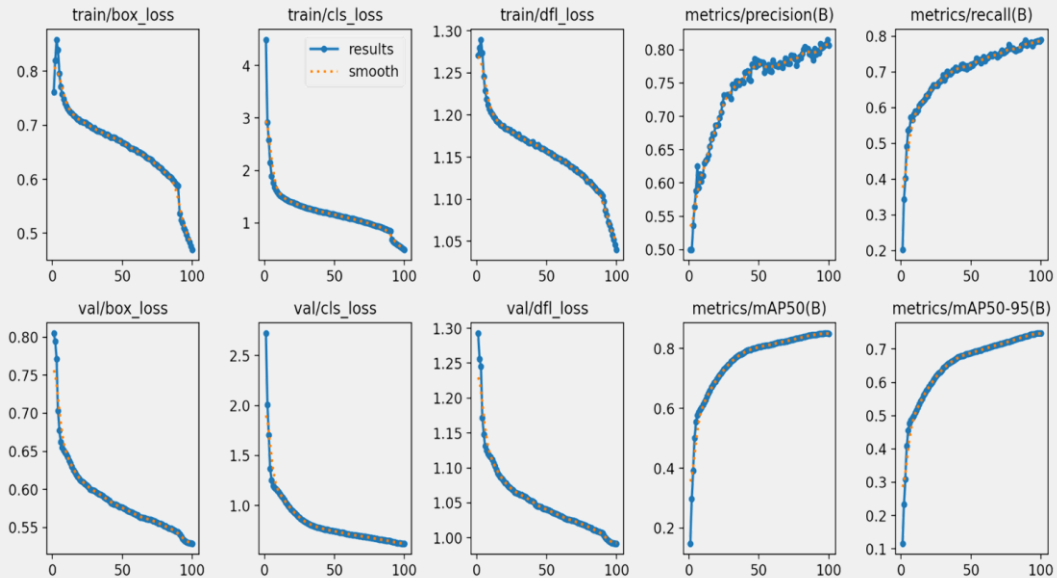 train/box_loss
train/cls_loss
train/dfl_loss
metrics/precision(B)
metrics/recall(B)
results
smooth
0.8
0.7
0.6
0.5
0 50 100
4
3
2
1
0 50 100
1.30
1.25
1.20
1.15
1.10
1.05
0 50 100
0.80
0.75
0.70
0.65
0.60
0.55
0.50
0 50 100
0.8
0.7
0.6
0.5
0.4
0.3
0.2
0 50 100
val/box_loss
val/cls_loss
val/dfl_loss
metrics/mAP50(B)
metrics/mAP50-95(B)
0.80
0.75
0.70
0.65
0.60
0.55
0 50 100
2.5
2.0
1.5
1.0
0 50 100
1.30
1.25
1.20
1.15
1.10
1.05
1.00
0 50 100
0.8
0.6
0.4
0.2
0 50 100
0.7
0.6
0.5
0.4
0.3
0.2
0.1
0 50 100